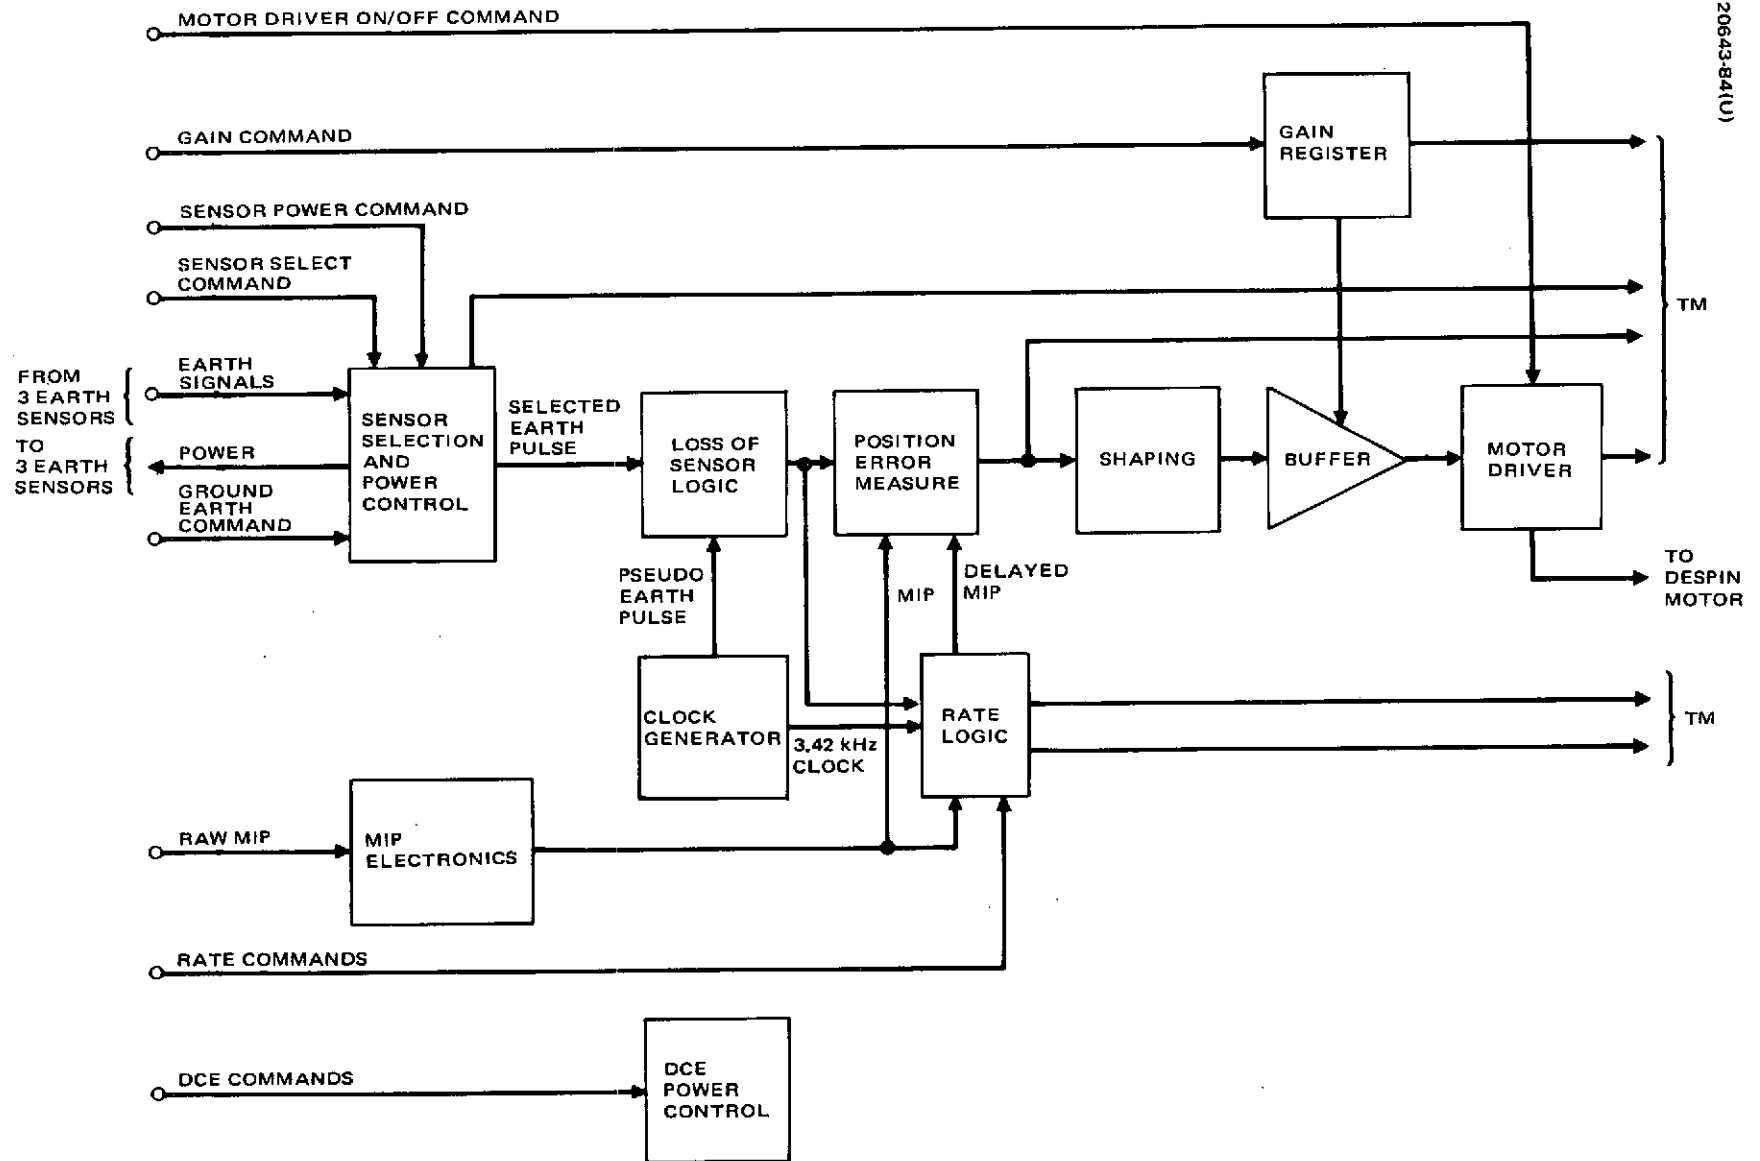 MOTOR DRIVER ON/OFF COMMAND
20643-84(U)
GAIN COMMAND
GAIN
REGISTER
SENSOR POWER COMMAND
SENSOR SELECT
COMMAND
TM
FROM
3 EARTH
SENSORS
EARTH
SIGNALS
TO
3 EARTH
SENSORS
POWER
GROUND
EARTH
COMMAND
SENSOR
SELECTION
AND
POWER
CONTROL
SELECTED
EARTH
PULSE
LOSS OF
SENSOR
LOGIC
POSITION
ERROR
MEASURE
SHAPING
BUFFER
MOTOR
DRIVER
TO
DESPIN
MOTOR
PSEUDO
EARTH
PULSE
MIP
DELAYED
MIP
CLOCK
GENERATOR
3.42 kHz
CLOCK
RATE
LOGIC
TM
RAW MIP
MIP
ELECTRONICS
RATE COMMANDS
DCE COMMANDS
DCE
POWER
CONTROL